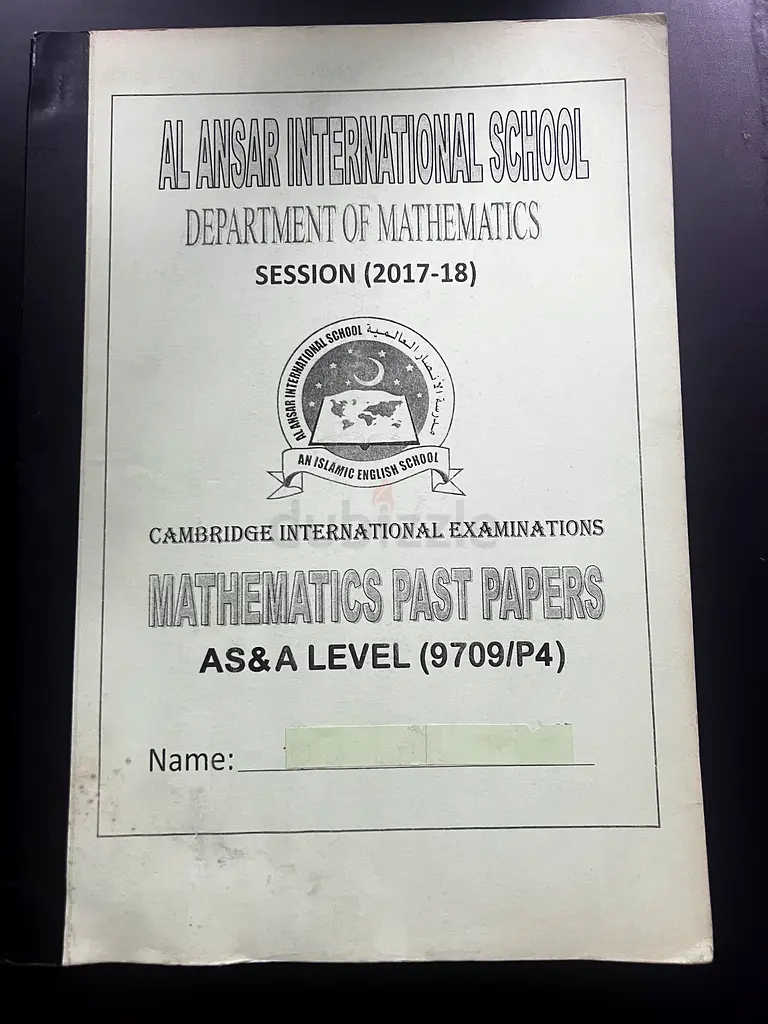 AL ANSAR INTERNATIONAL SCHOOL
DEPARTMENT OF MATHEMATICS
SESSION (2017-18)
AL ANSAR INTERNATIONAL SCHOOL مدرسة الأنصار العالمية
AN ISLAMIC ENGLISH SCHOOL
dubizzle
CAMBRIDGE INTERNATIONAL EXAMINATIONS
MATHEMATICS PAST PAPERS
AS&A LEVEL (9709/P4)
Name: